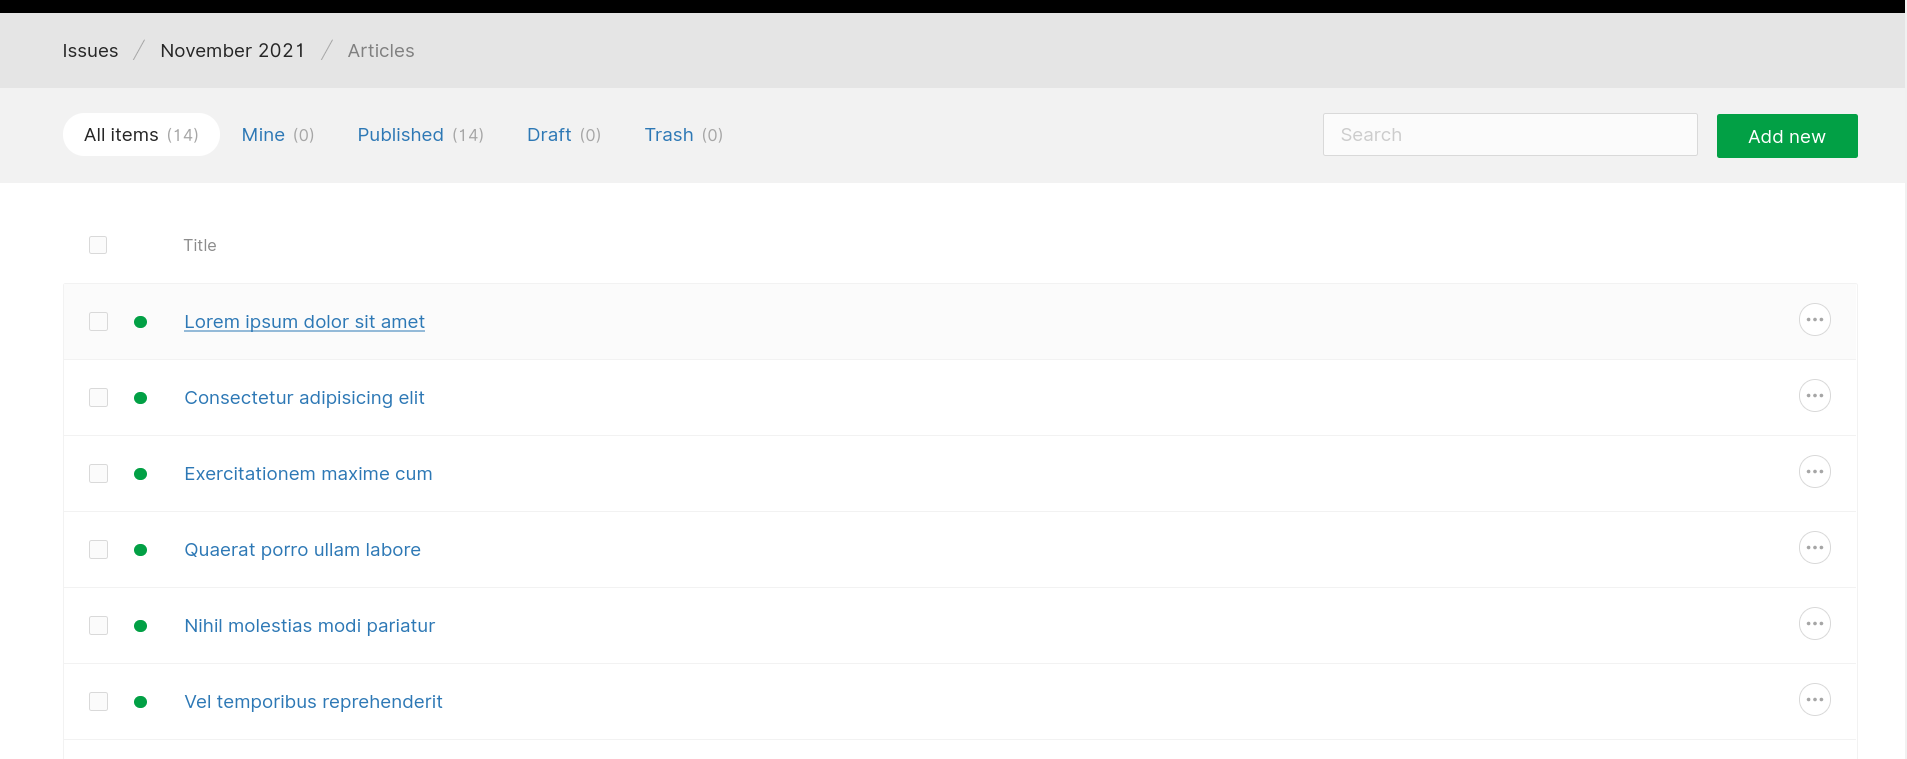 Issues / November 2021 / Articles
All items (14) Mine (0) Published (14) Draft (0) Trash (0) Search Add new
Title
Lorem ipsum dolor sit amet
Consectetur adipisicing elit
Exercitationem maxime cum
Quaerat porro ullam labore
Nihil molestias modi pariatur
Vel temporibus reprehenderit